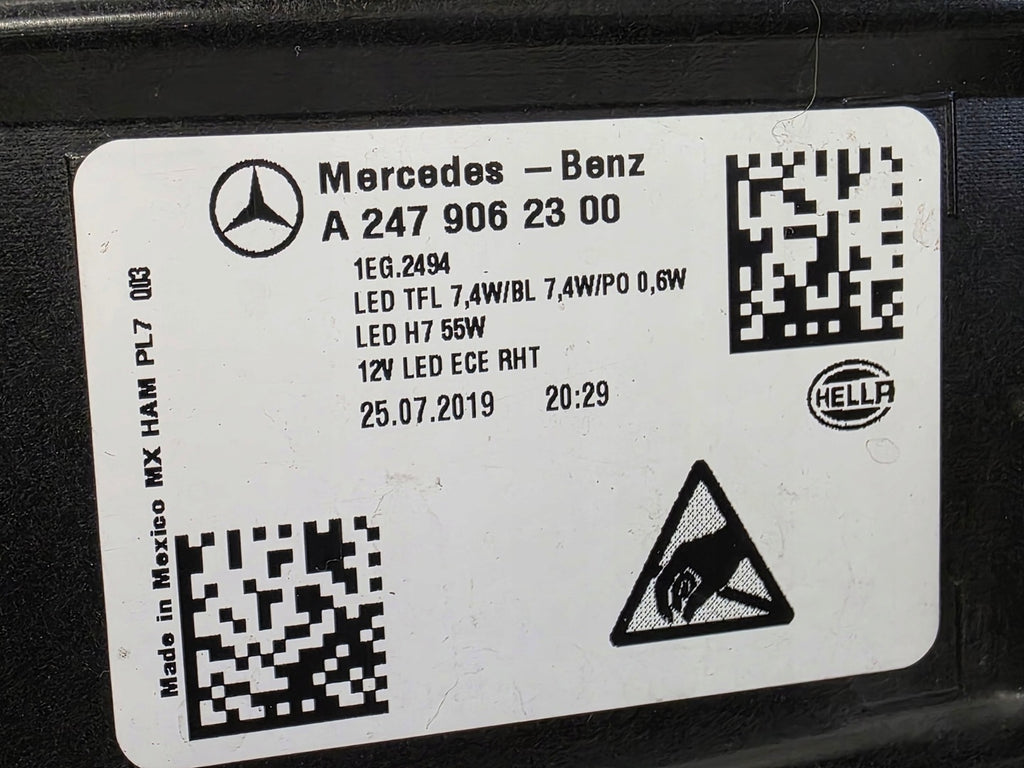 Mercedes – Benz
A 247 906 23 00
1EG.2494
LED TFL 7,4W/BL 7,4W/PO 0,6W
LED H7 55W
12V LED ECE RHT
25.07.2019 20:29
HELLA
Made in Mexico MX HAM PL7 Q03